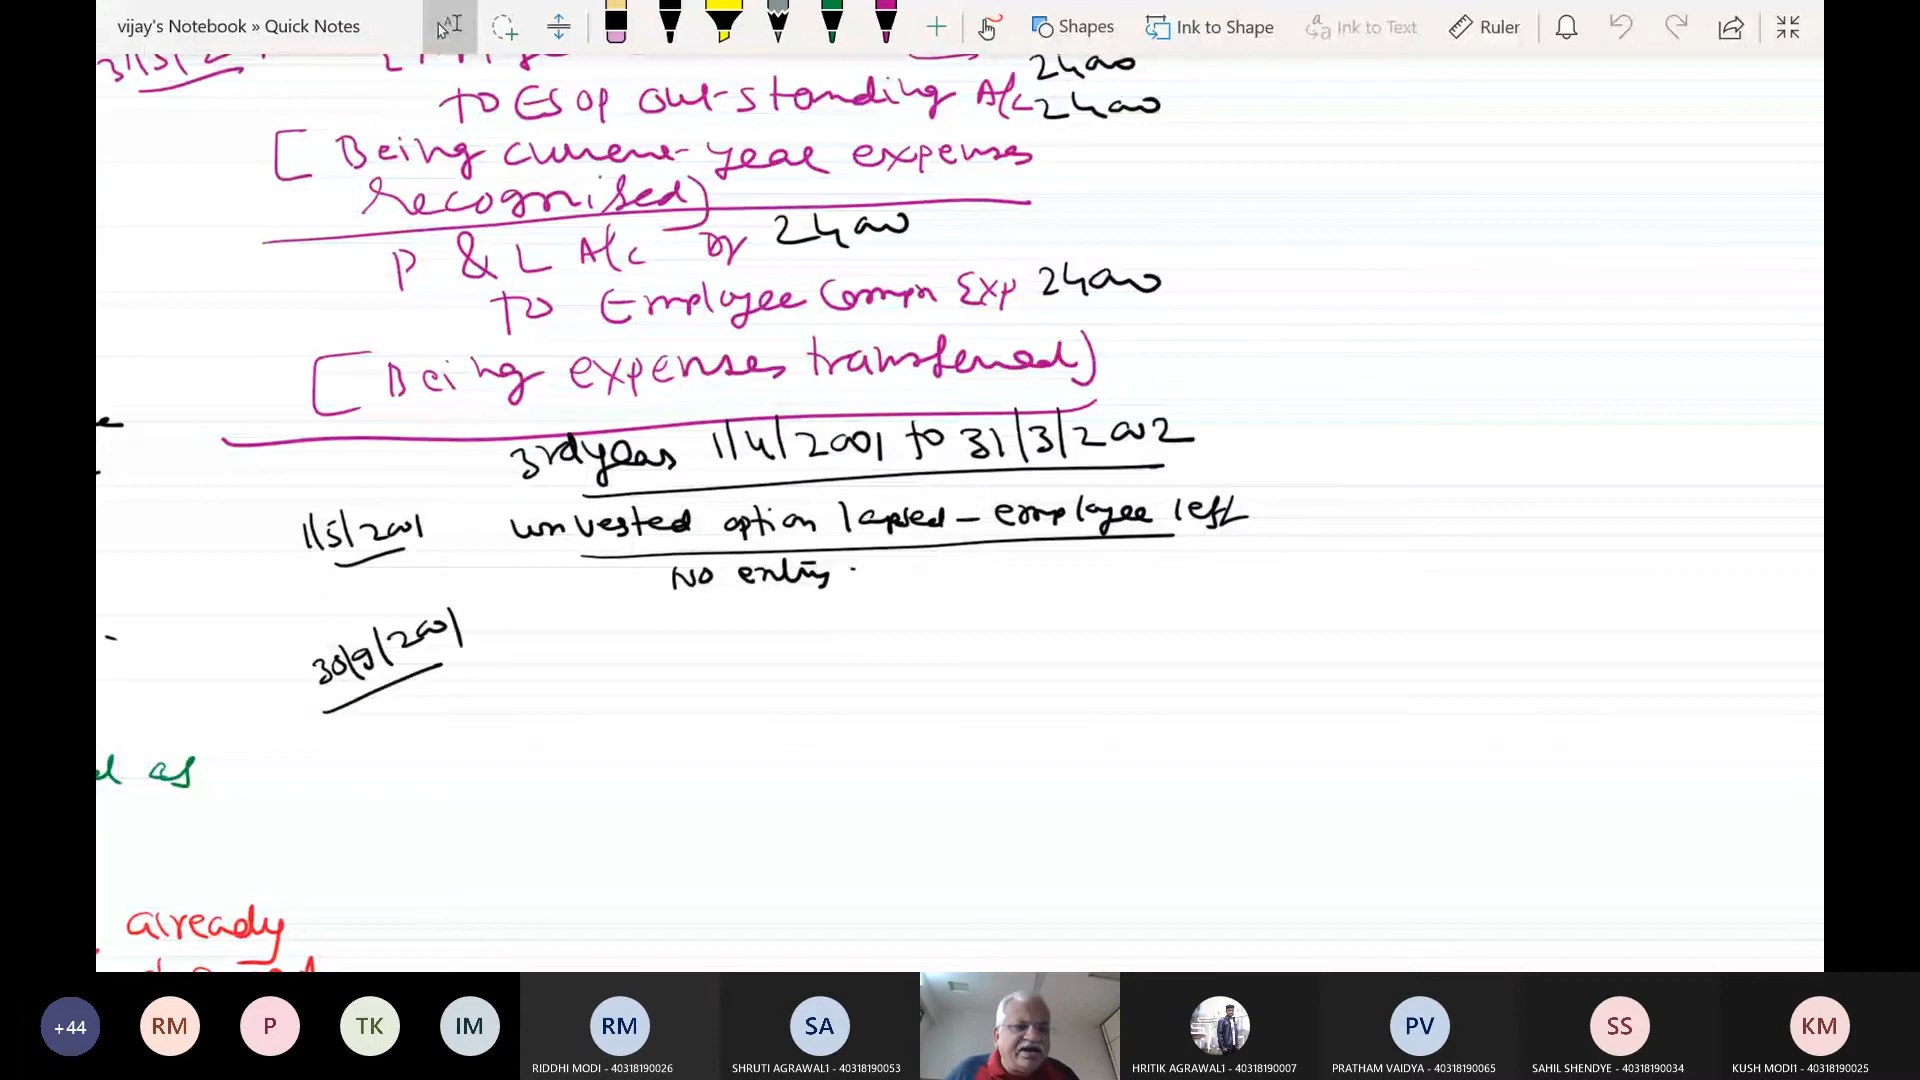 vijay's Notebook » Quick Notes
Shapes
Ink to Shape
Ink to Text
Ruler
31/3/2
24000
to ESOP outstanding A/c 24000
[Being current year expenses
recognised)
P & L A/c Dr 24000
to Employee Compn Exp 24000
[Being expenses transferred)
3rd year 1/4/2001 to 31/3/2002
1/5/2001 unvested option lapsed - employee left
No entry.
30/9/2001
d as
already
+44
RM
P
TK
IM
RM
RIDDHI MODI - 40318190026
SA
SHRUTI AGRAWAL1 - 40318190053
HRITIK AGRAWAL1 - 40318190007
PV
PRATHAM VAIDYA - 40318190065
SS
SAHIL SHENDYE - 40318190034
KM
KUSH MODI1 - 40318190025